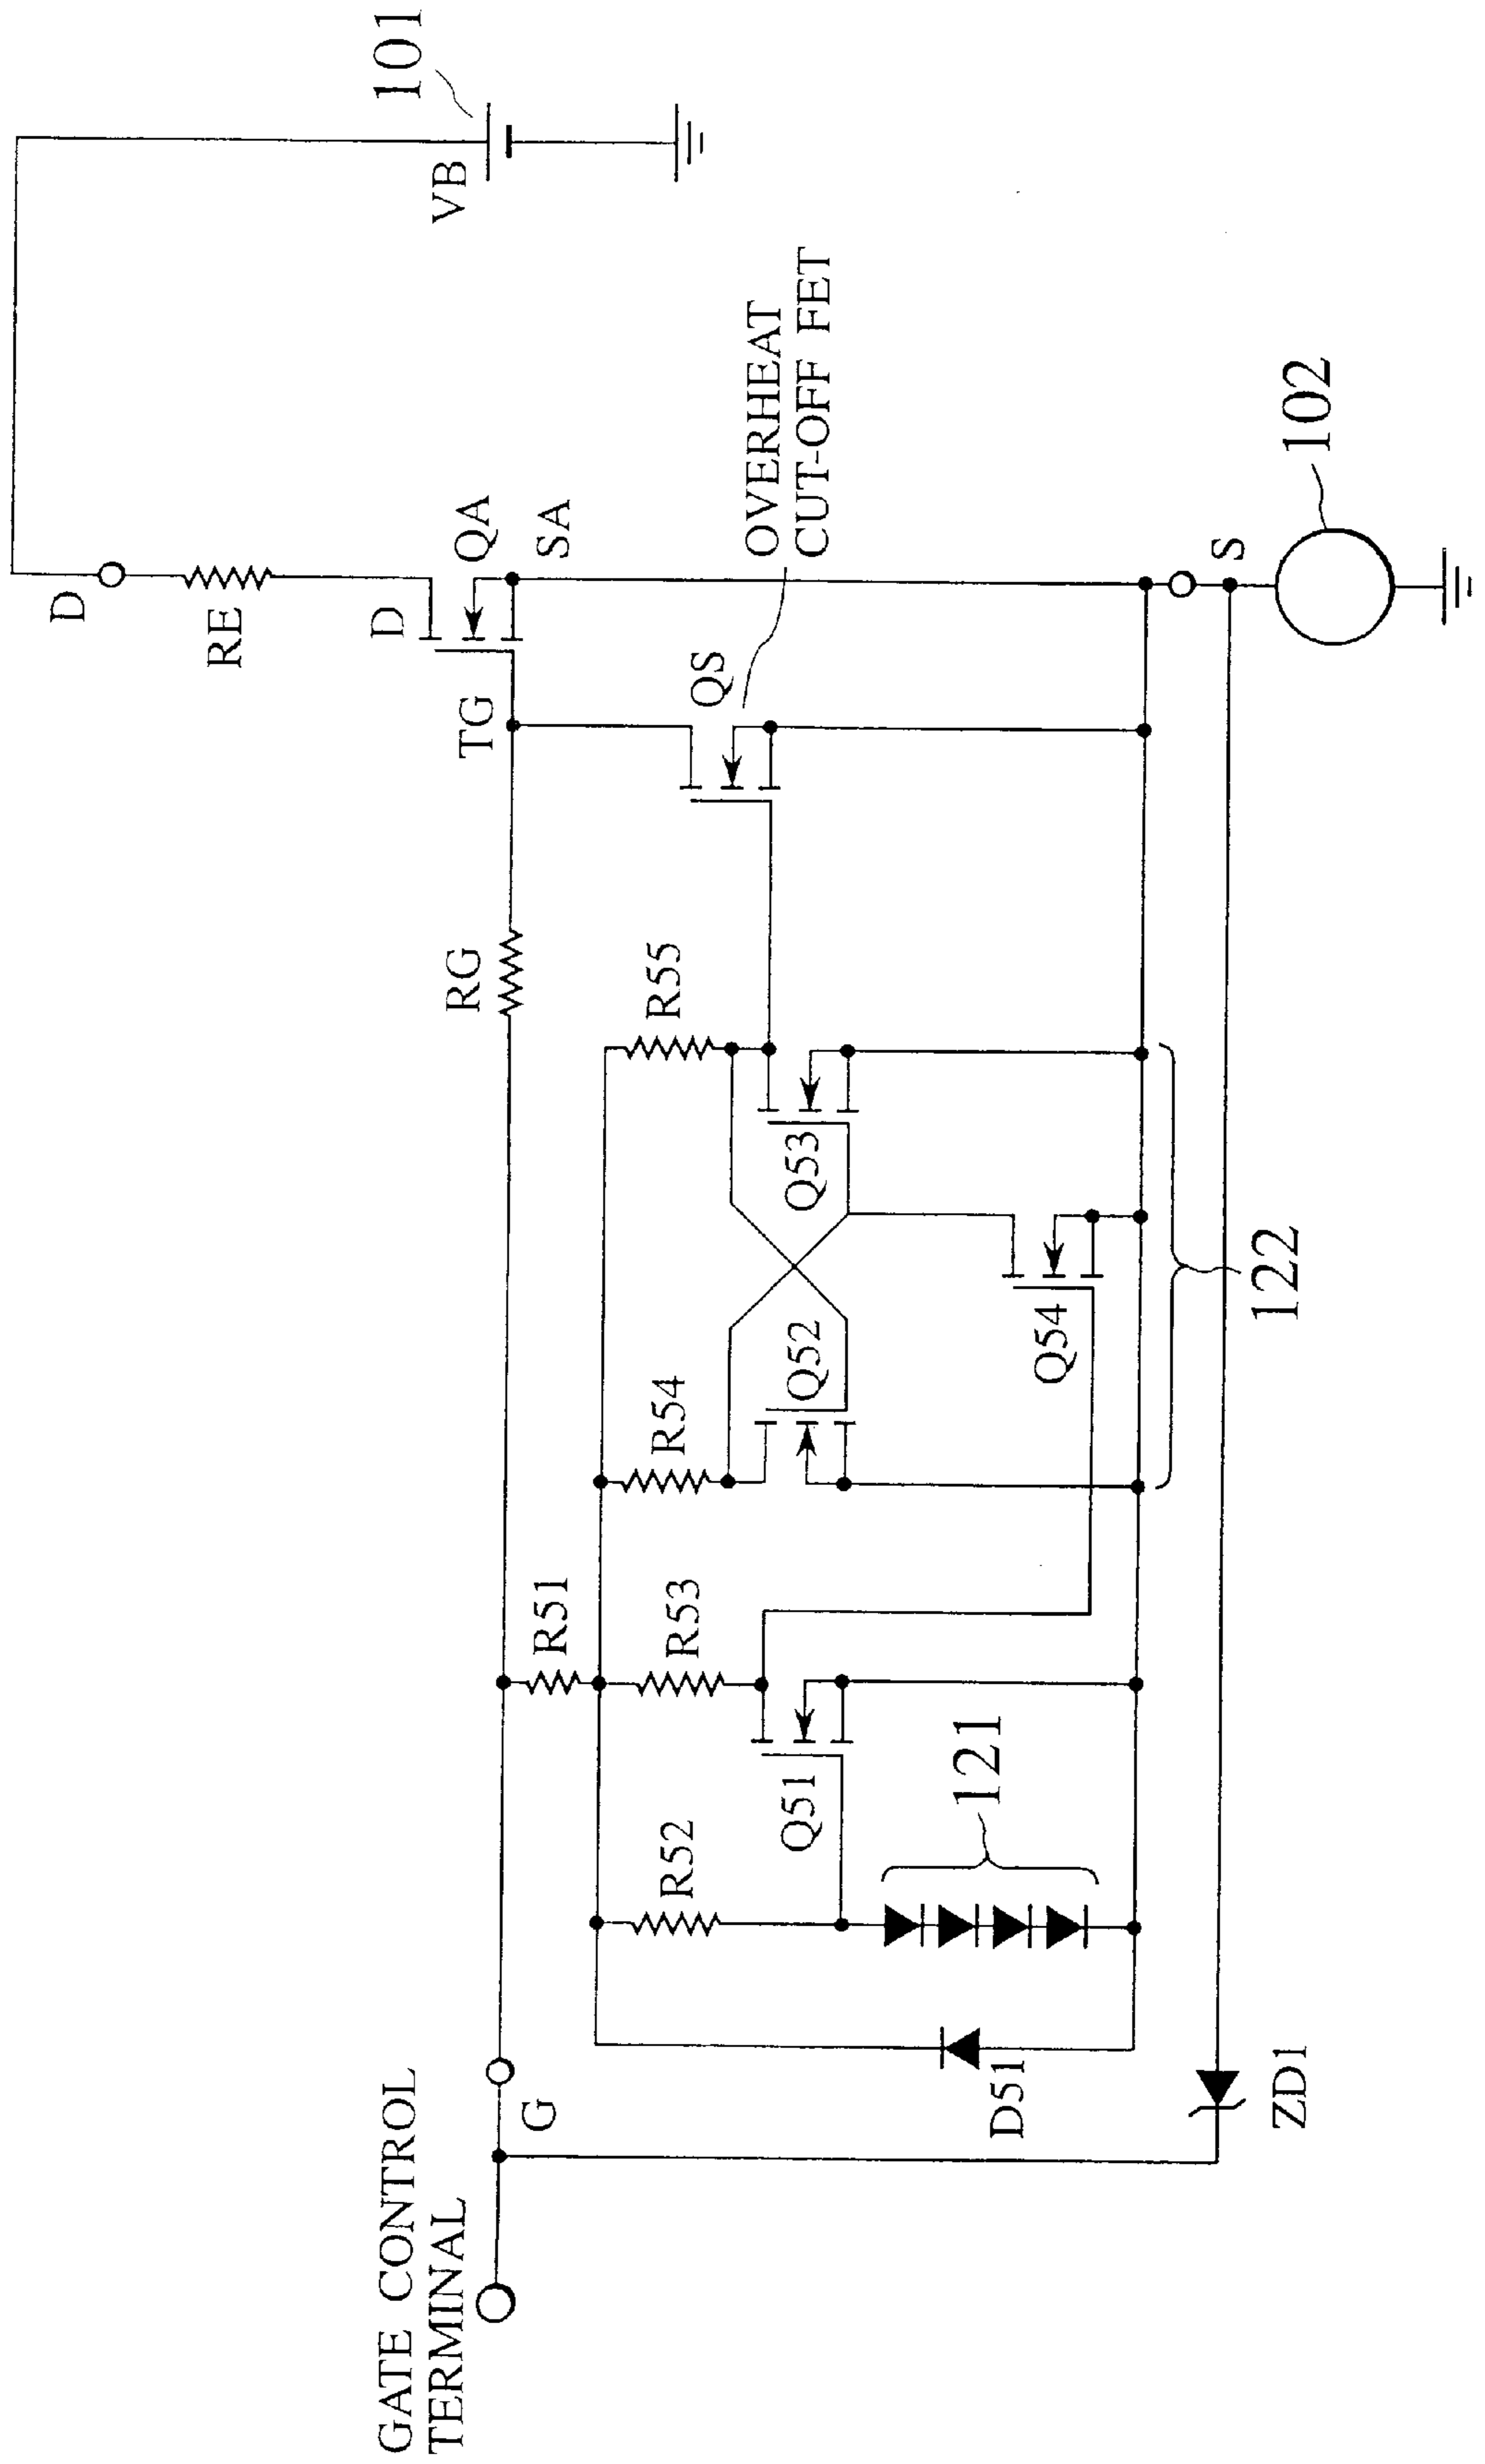 GATE CONTROL
TERMINAL
G
D51
ZD1
R52
Q51
121
R51
R53
R54
Q52
Q54
122
Q53
R55
RG
TG
QS
OVERHEAT
CUT-OFF FET
D
RE
D
QA
SA
S
102
VB
101